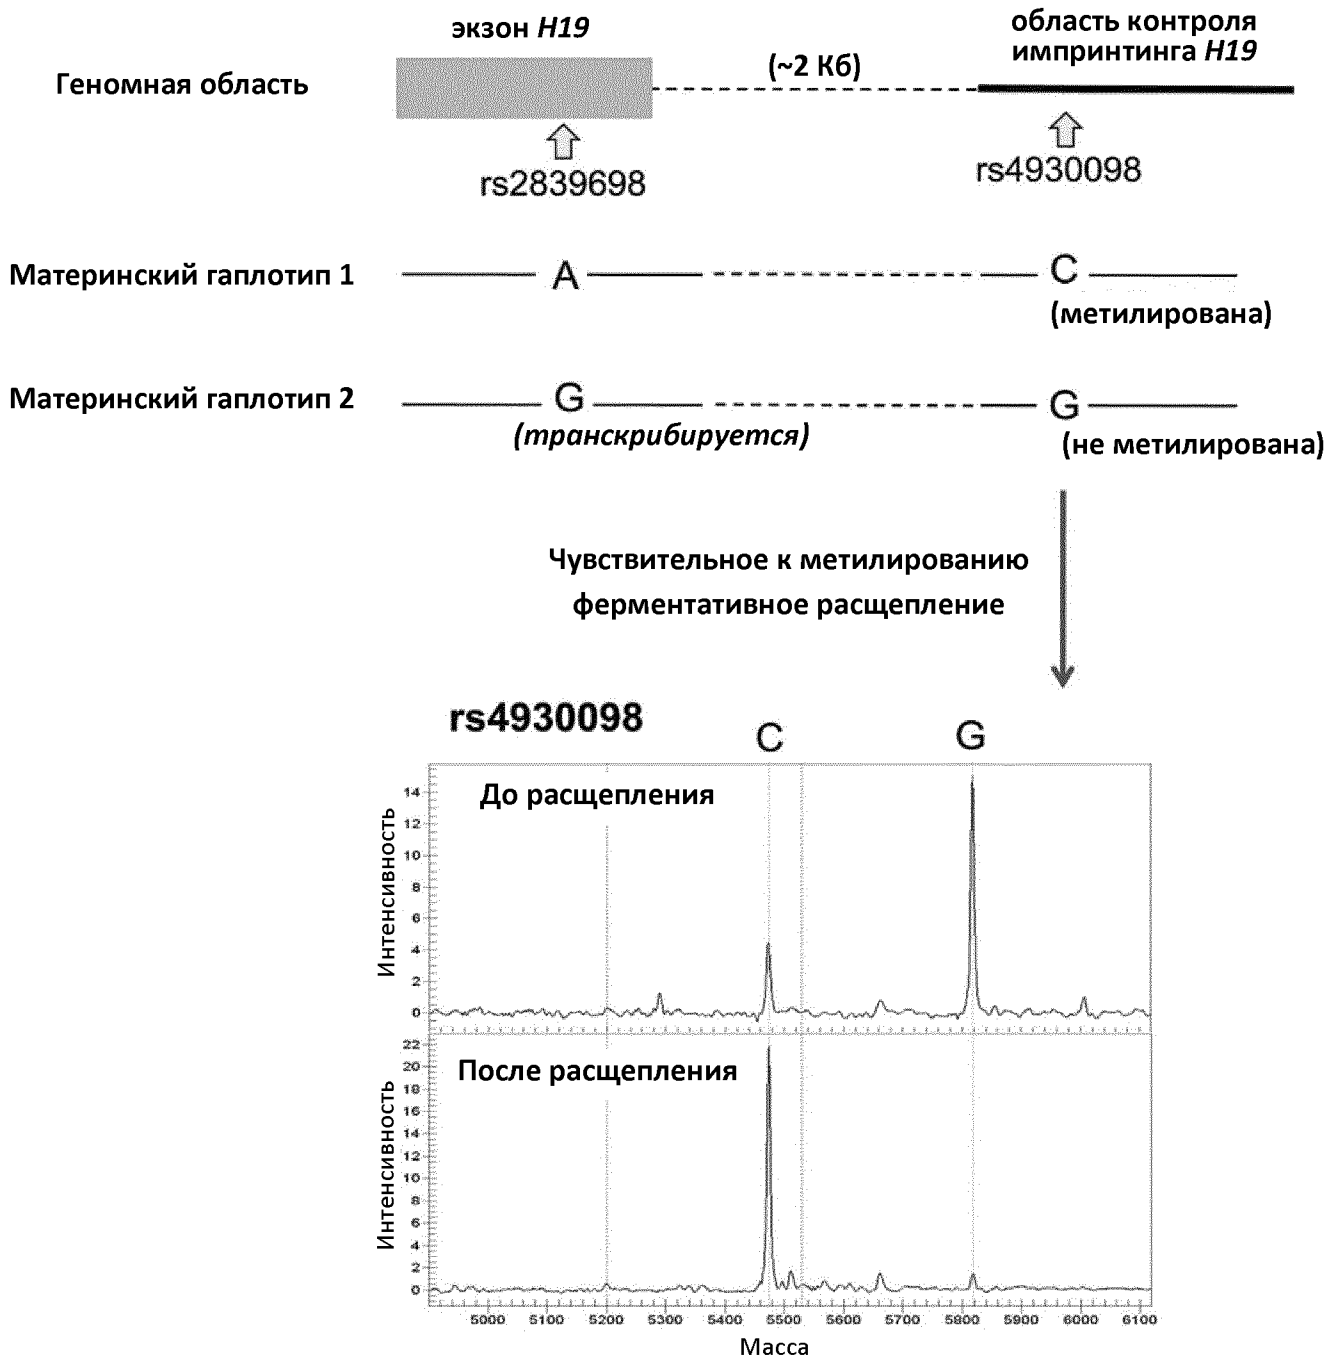 экзон H19
область контроля
импринтинга H19
Геномная область
(~2 Кб)
rs2839698
rs4930098
Материнский гаплотип 1
A
C
(метилирована)
Материнский гаплотип 2
G
G
(транскрибируется)
(не метилирована)
Чувствительное к метилированию
ферментативное расщепление
rs4930098
C
G
До расщепления
Интенсивность
14
12
10
8
6
4
2
0
После расщепления
Интенсивность
22
20
18
16
14
12
10
8
6
4
2
0
5000 5100 5200 5300 5400 5500 5600 5700 5800 5900 6000 6100
Масса